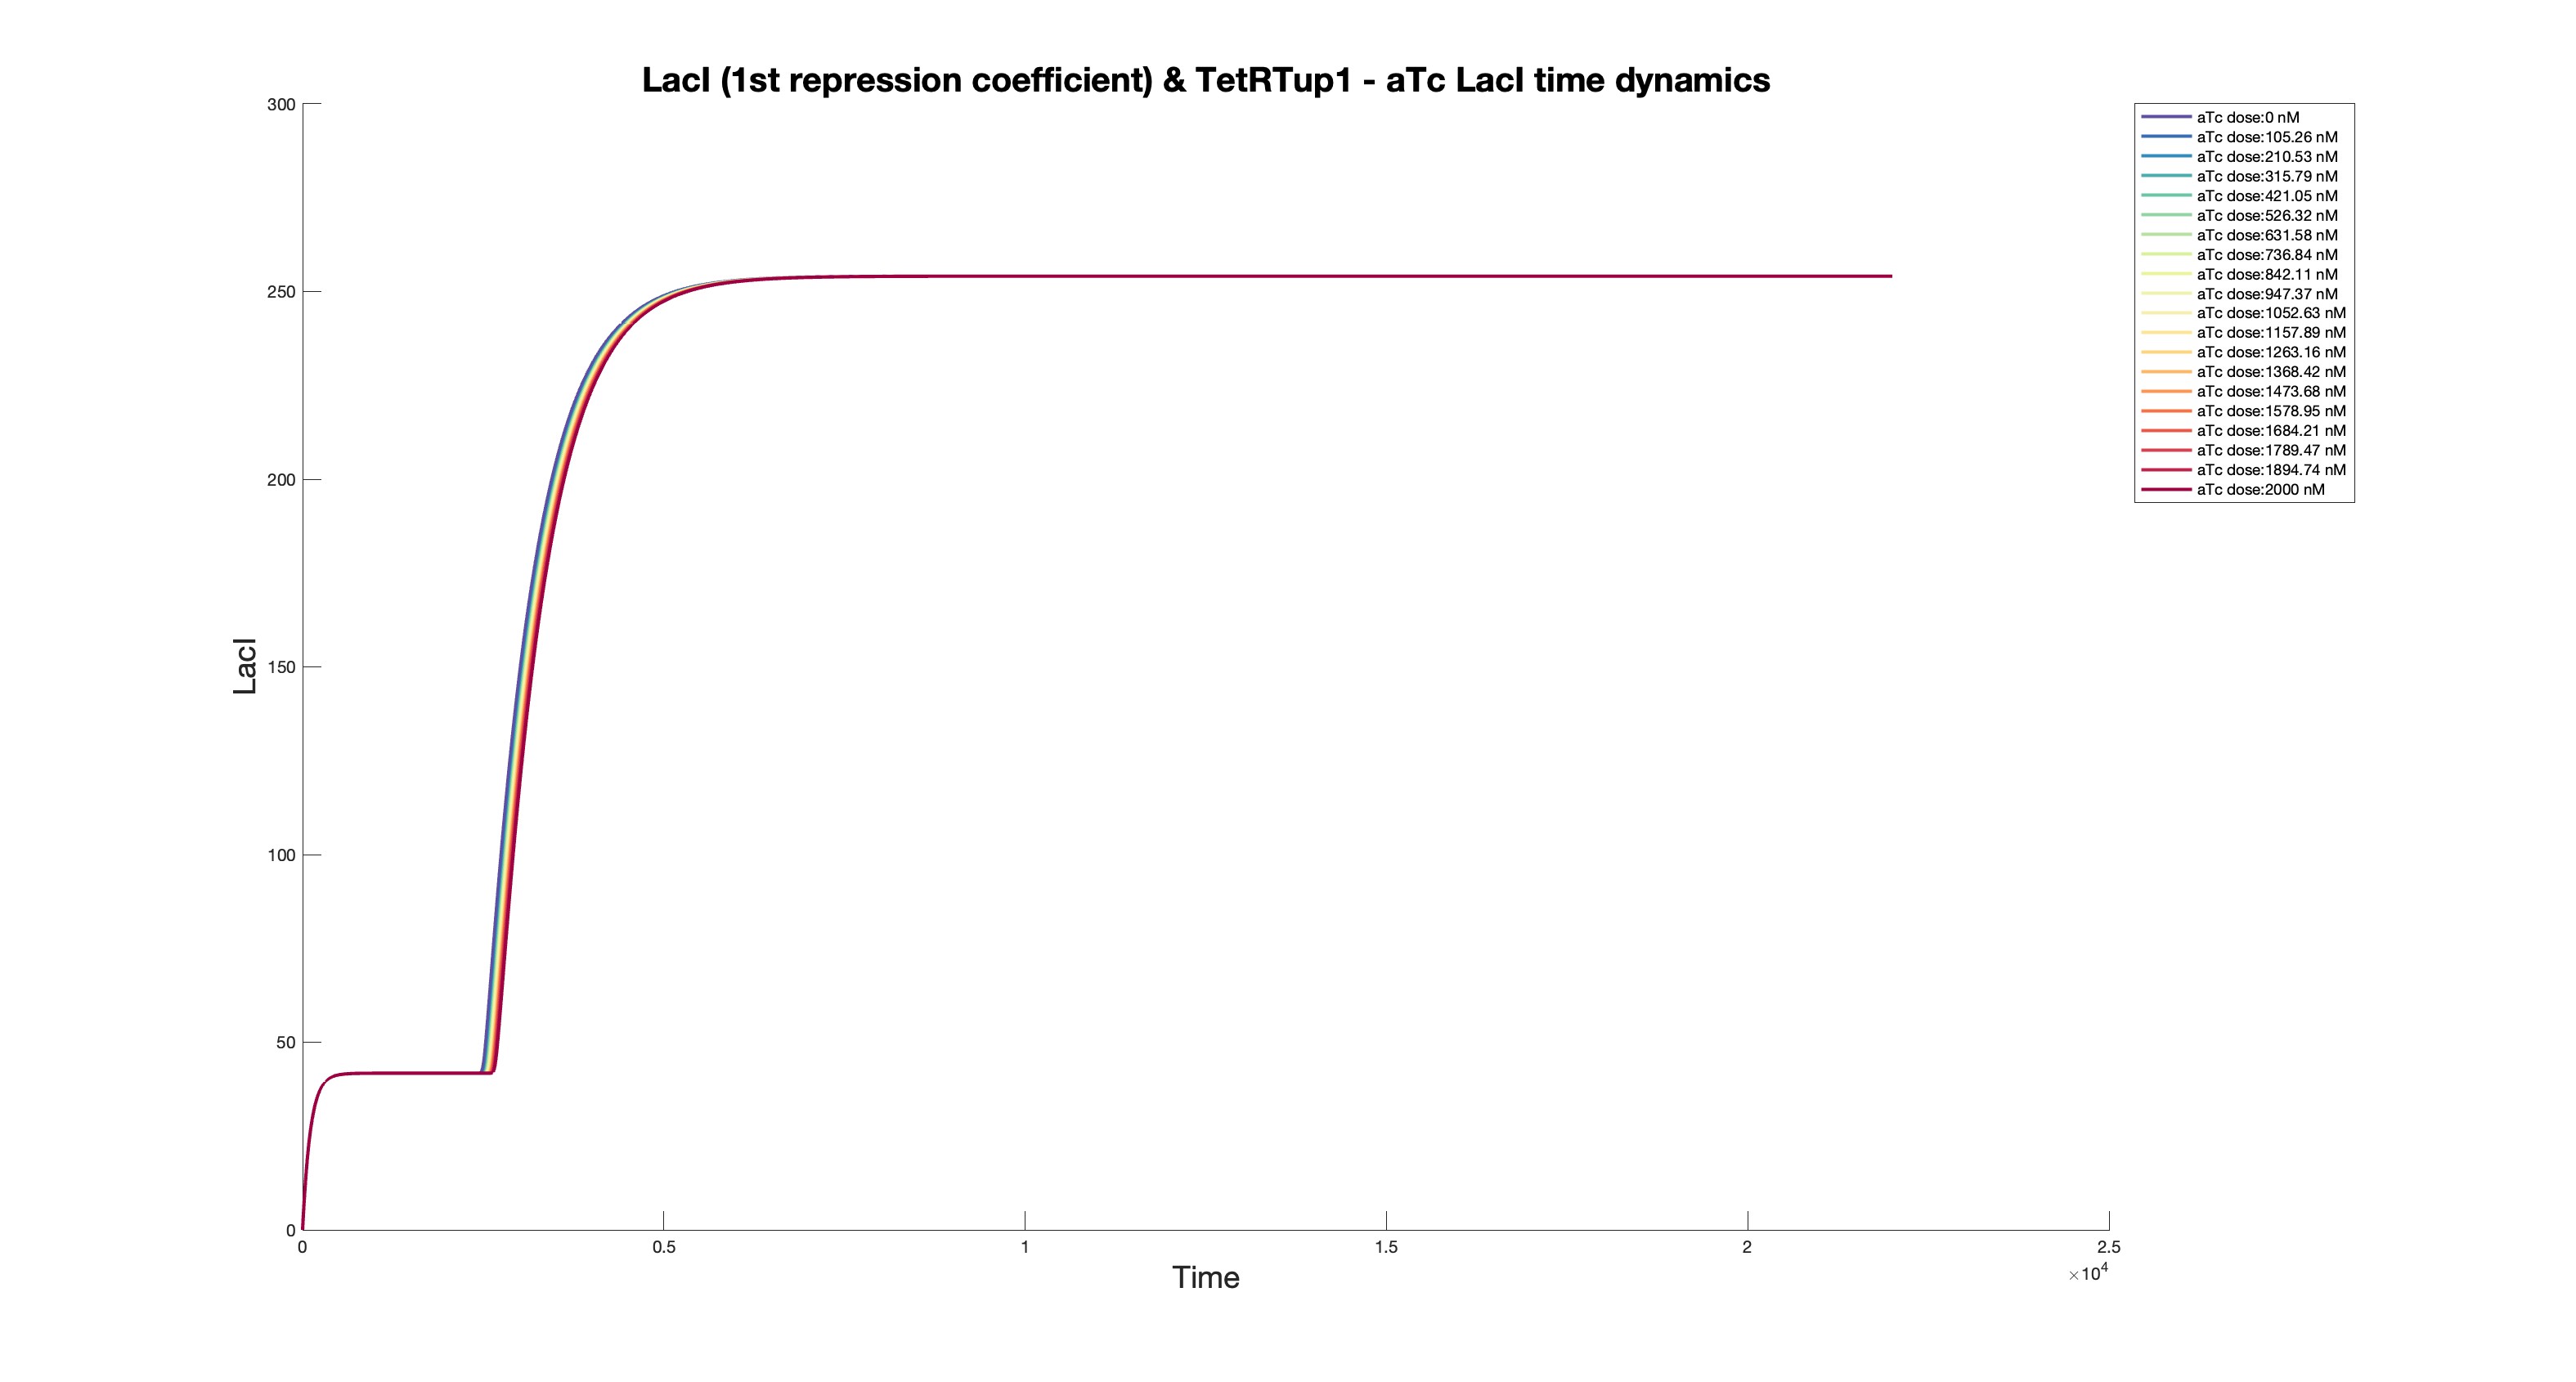 LacI (1st repression coefficient) & TetRTup1 - aTc LacI time dynamics
300
250
200
150
100
50
0
LacI
0
0.5
1
1.5
2
2.5
×10^4
Time
aTc dose:0 nM
aTc dose:105.26 nM
aTc dose:210.53 nM
aTc dose:315.79 nM
aTc dose:421.05 nM
aTc dose:526.32 nM
aTc dose:631.58 nM
aTc dose:736.84 nM
aTc dose:842.11 nM
aTc dose:947.37 nM
aTc dose:1052.63 nM
aTc dose:1157.89 nM
aTc dose:1263.16 nM
aTc dose:1368.42 nM
aTc dose:1473.68 nM
aTc dose:1578.95 nM
aTc dose:1684.21 nM
aTc dose:1789.47 nM
aTc dose:1894.74 nM
aTc dose:2000 nM